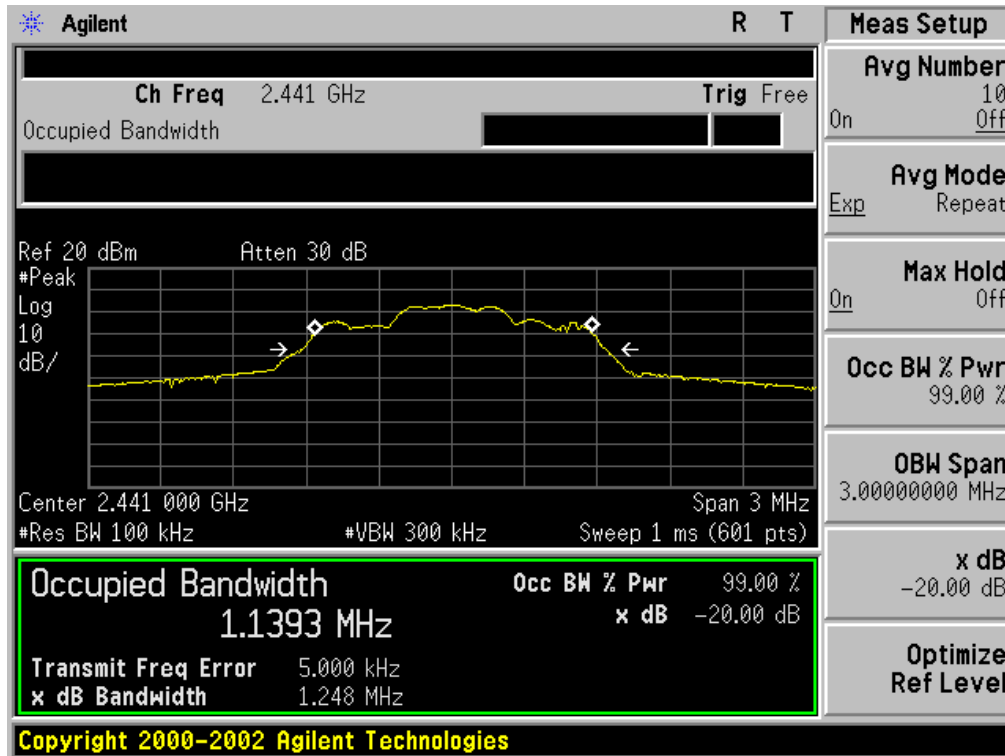 Agilent R T
Ch Freq 2.441 GHz Trig Free
Occupied Bandwidth
Ref 20 dBm Atten 30 dB
#Peak
Log
10
dB/
Center 2.441 000 GHz Span 3 MHz
#Res BW 100 kHz #VBW 300 kHz Sweep 1 ms (601 pts)
Occupied Bandwidth Occ BW % Pwr 99.00 %
1.1393 MHz x dB -20.00 dB
Transmit Freq Error 5.000 kHz
x dB Bandwidth 1.248 MHz
Copyright 2000-2002 Agilent Technologies
Meas Setup
Avg Number
10
On Off
Avg Mode
Exp Repeat
Max Hold
On Off
Occ BW % Pwr
99.00 %
OBW Span
3.00000000 MHz
x dB
-20.00 dB
Optimize
Ref Level